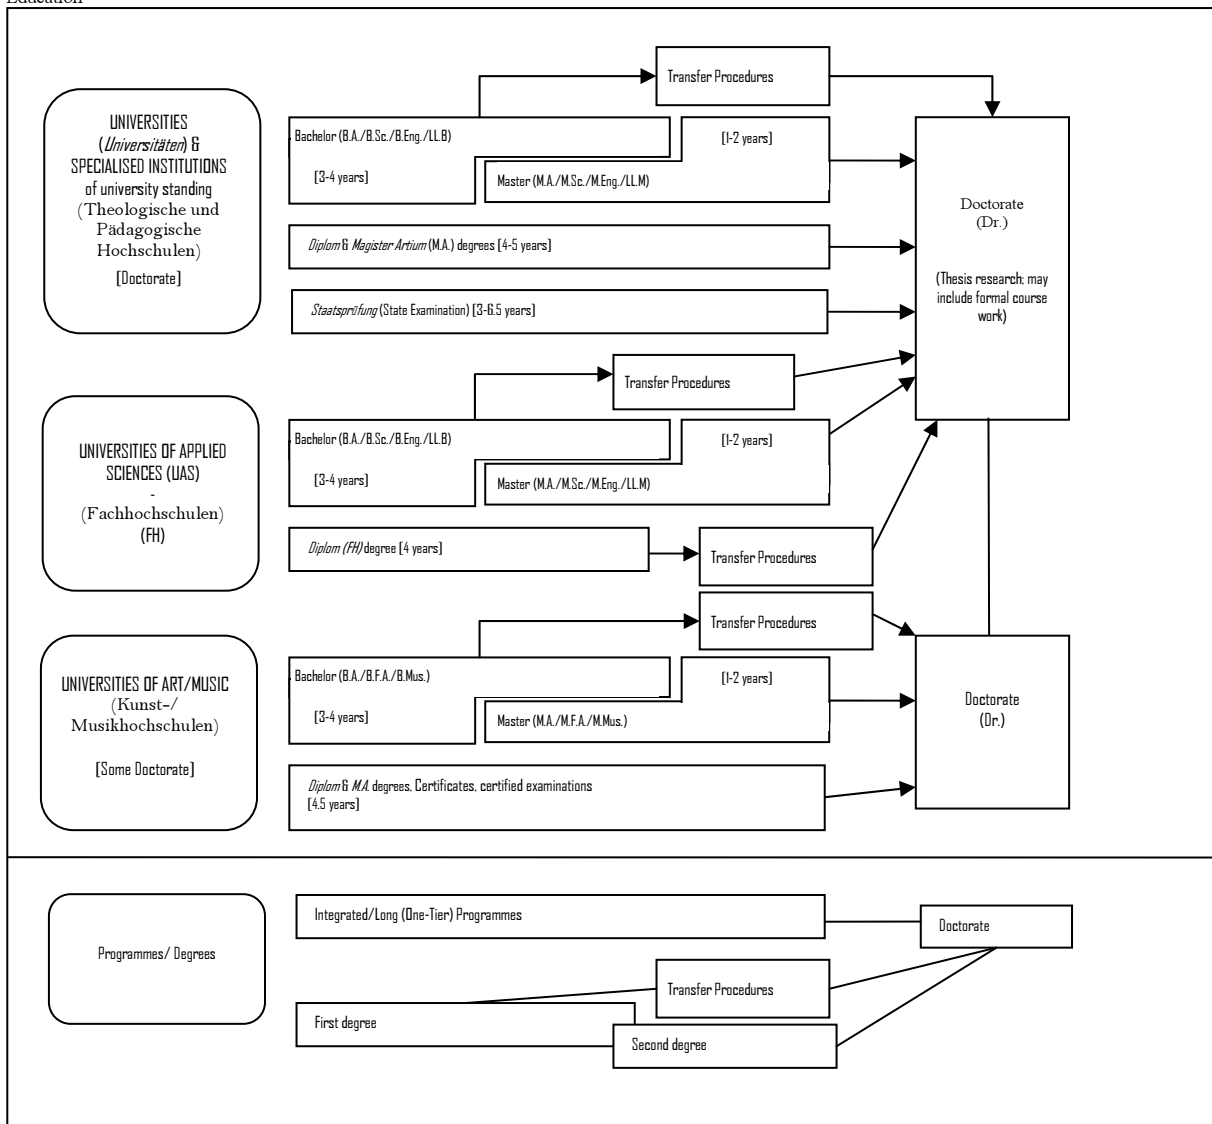 Education
Transfer Procedures
UNIVERSITIES
(Universitäten) &
SPECIALISED INSTITUTIONS
of university standing
(Theologische und
Pädagogische
Hochschulen)
[Doctorate]
Bachelor (B.A./B.Sc./B.Eng./LL.B)
[3-4 years]
[1-2 years]
Master (M.A./M.Sc./M.Eng./LL.M)
Diplom & Magister Artium (M.A.) degrees [4-5 years]
Staatsprüfung (State Examination) [3-6.5 years]
Doctorate
(Dr.)
(Thesis research; may
include formal course
work)
Transfer Procedures
UNIVERSITIES OF APPLIED
SCIENCES (UAS)
-
(Fachhochschulen)
(FH)
Bachelor (B.A./B.Sc./B.Eng./LL.B)
[3-4 years]
[1-2 years]
Master (M.A./M.Sc./M.Eng./LL.M)
Diplom (FH) degree [4 years]
Transfer Procedures
Transfer Procedures
UNIVERSITIES OF ART/MUSIC
(Kunst-/
Musikhochschulen)
[Some Doctorate]
Bachelor (B.A./B.F.A./B.Mus.)
[3-4 years]
[1-2 years]
Master (M.A./M.F.A./M.Mus.)
Diplom & M.A. degrees, Certificates, certified examinations
[4.5 years]
Doctorate
(Dr.)
Programmes/ Degrees
Integrated/Long (One-Tier) Programmes
Doctorate
Transfer Procedures
First degree
Second degree